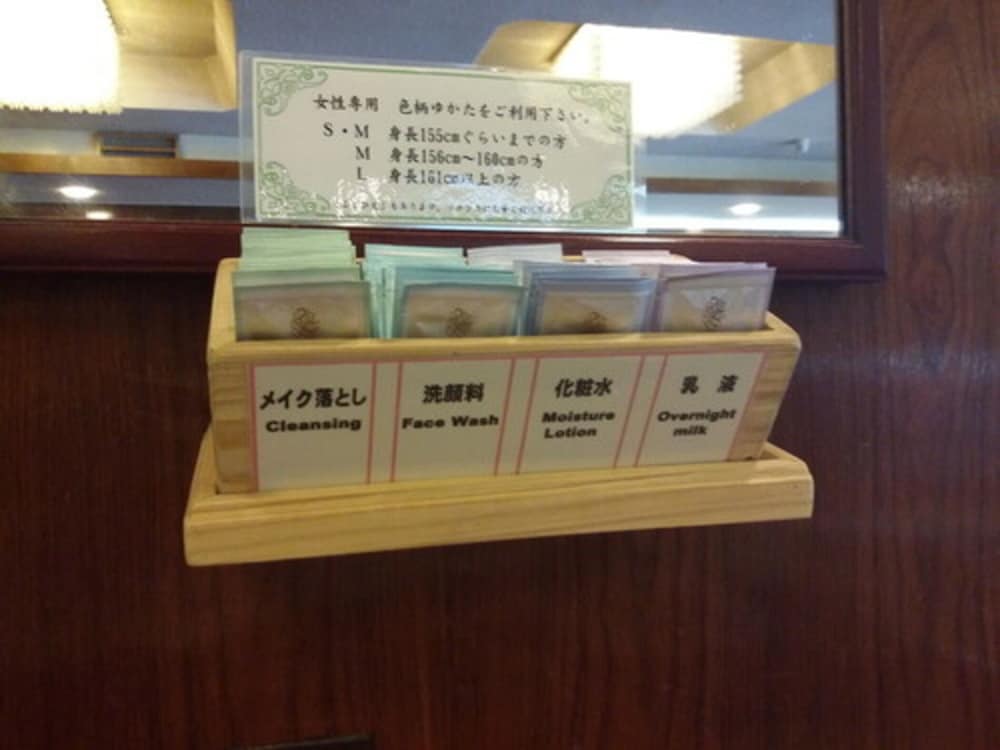 女性専用 色柄ゆかたをご利用下さい。
S・M 身長155cmぐらいまでの方
M 身長156cm～160cmの方
L 身長161cm以上の方
メイク落とし
Cleansing
洗顔料
Face Wash
化粧水
Moisture
Lotion
乳液
Overnight
milk